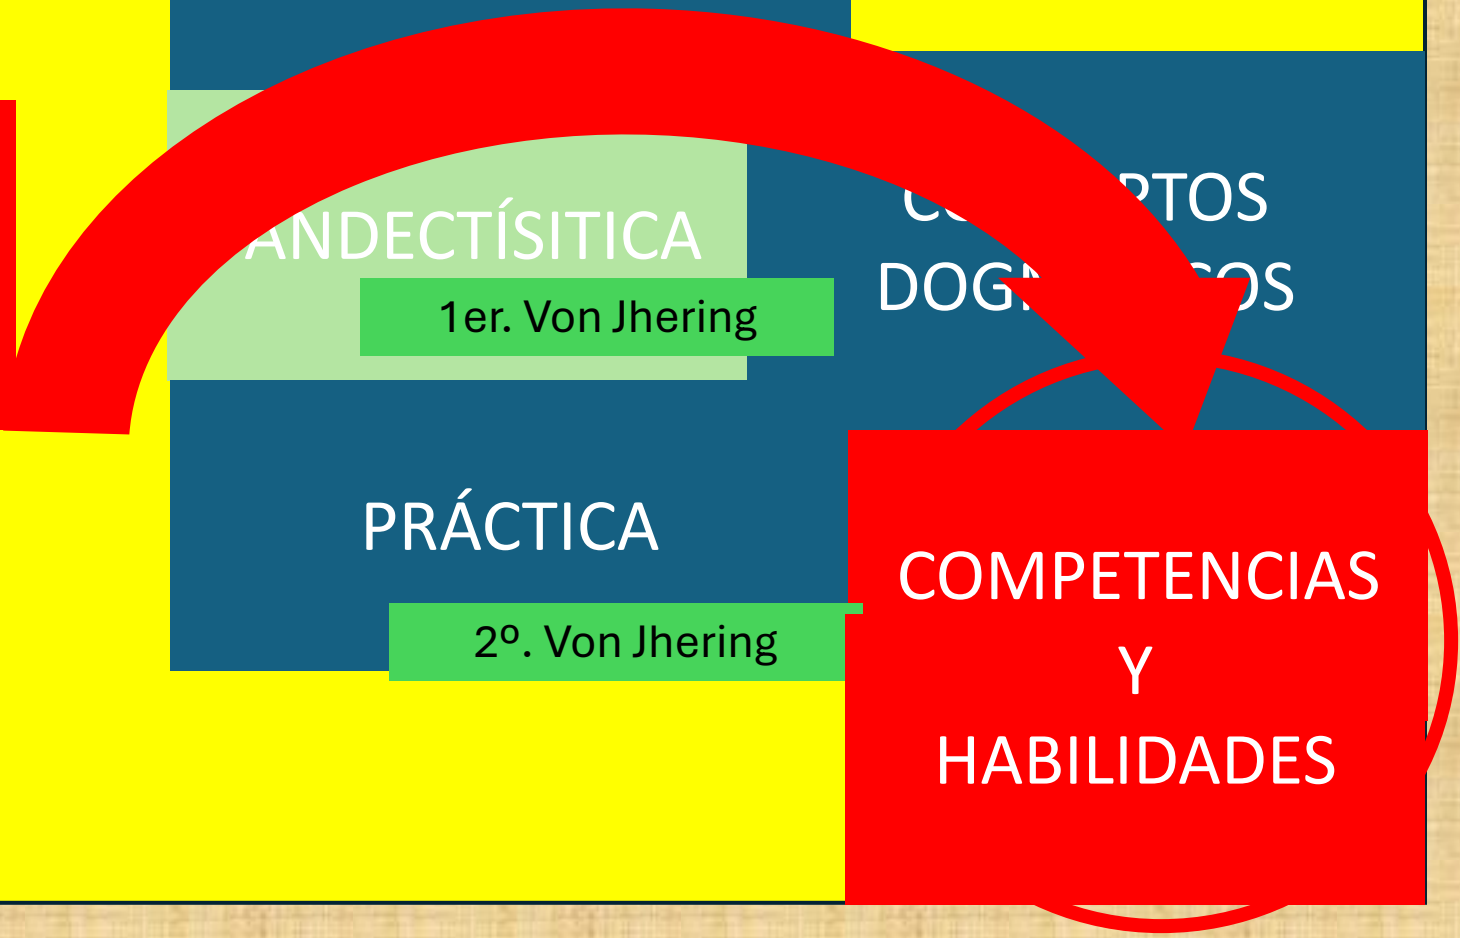 ANDECTÍSITICA
1er. Von Jhering
PRÁCTICA
2º. Von Jhering
COMPETENCIAS
Y
HABILIDADES